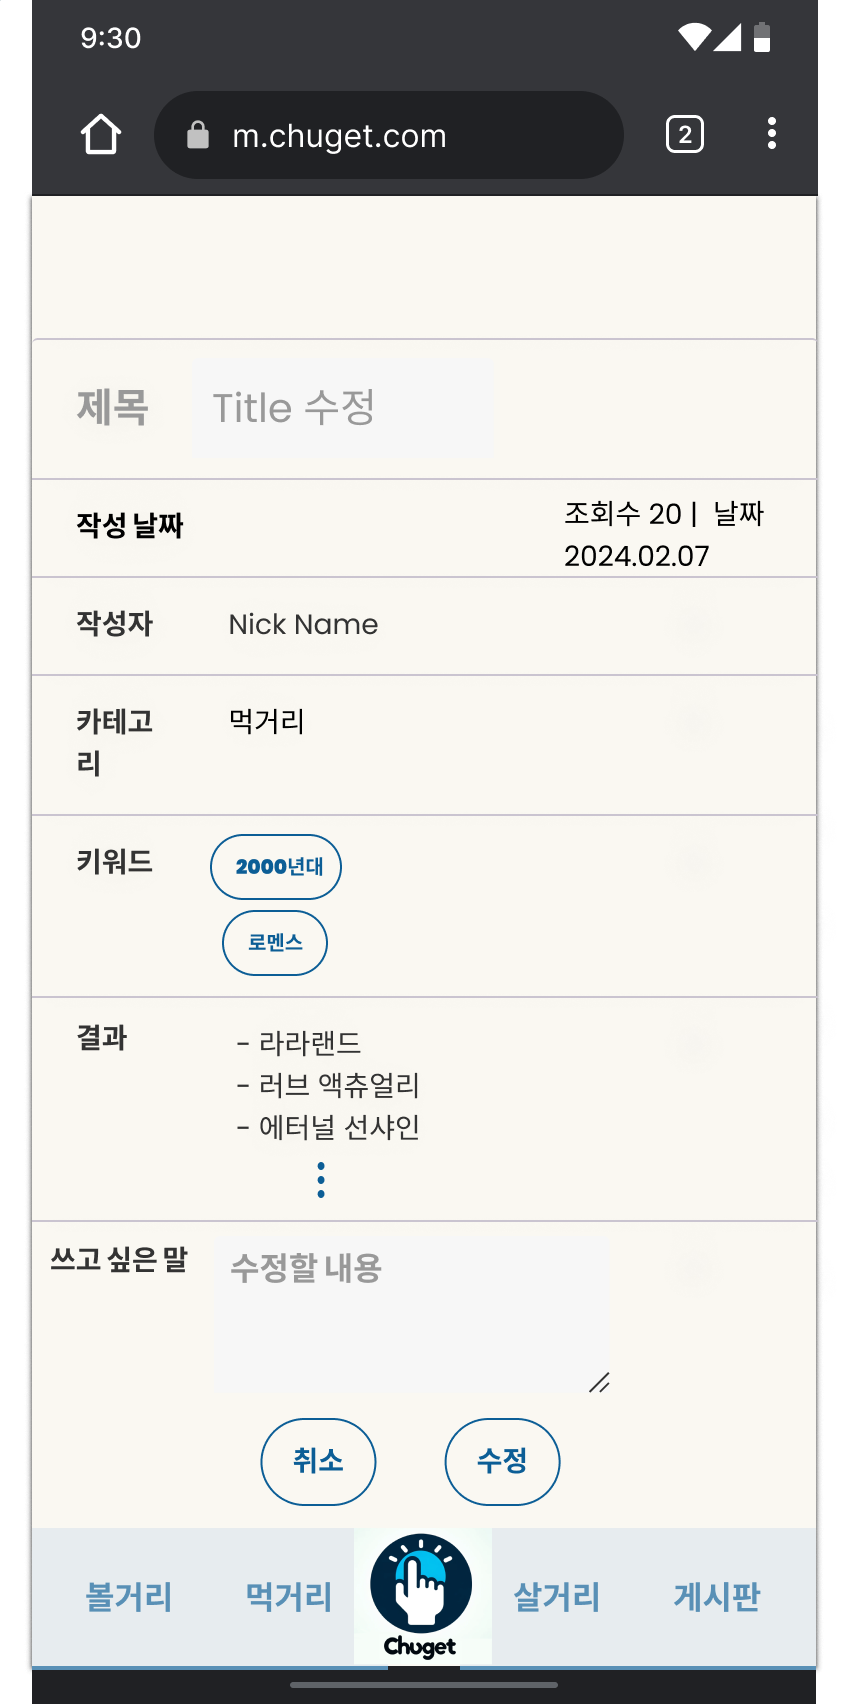 9:30
m.chuget.com
2
제목 Title 수정
작성 날짜
조회수 20 | 날짜
2024.02.07
작성자 Nick Name
카테고
리
먹거리
키워드
2000년대
로멘스
결과
- 라라랜드
- 러브 액츄얼리
- 에터널 선샤인
쓰고 싶은 말
수정할 내용
취소 수정
볼거리 먹거리 Chuget 살거리 게시판